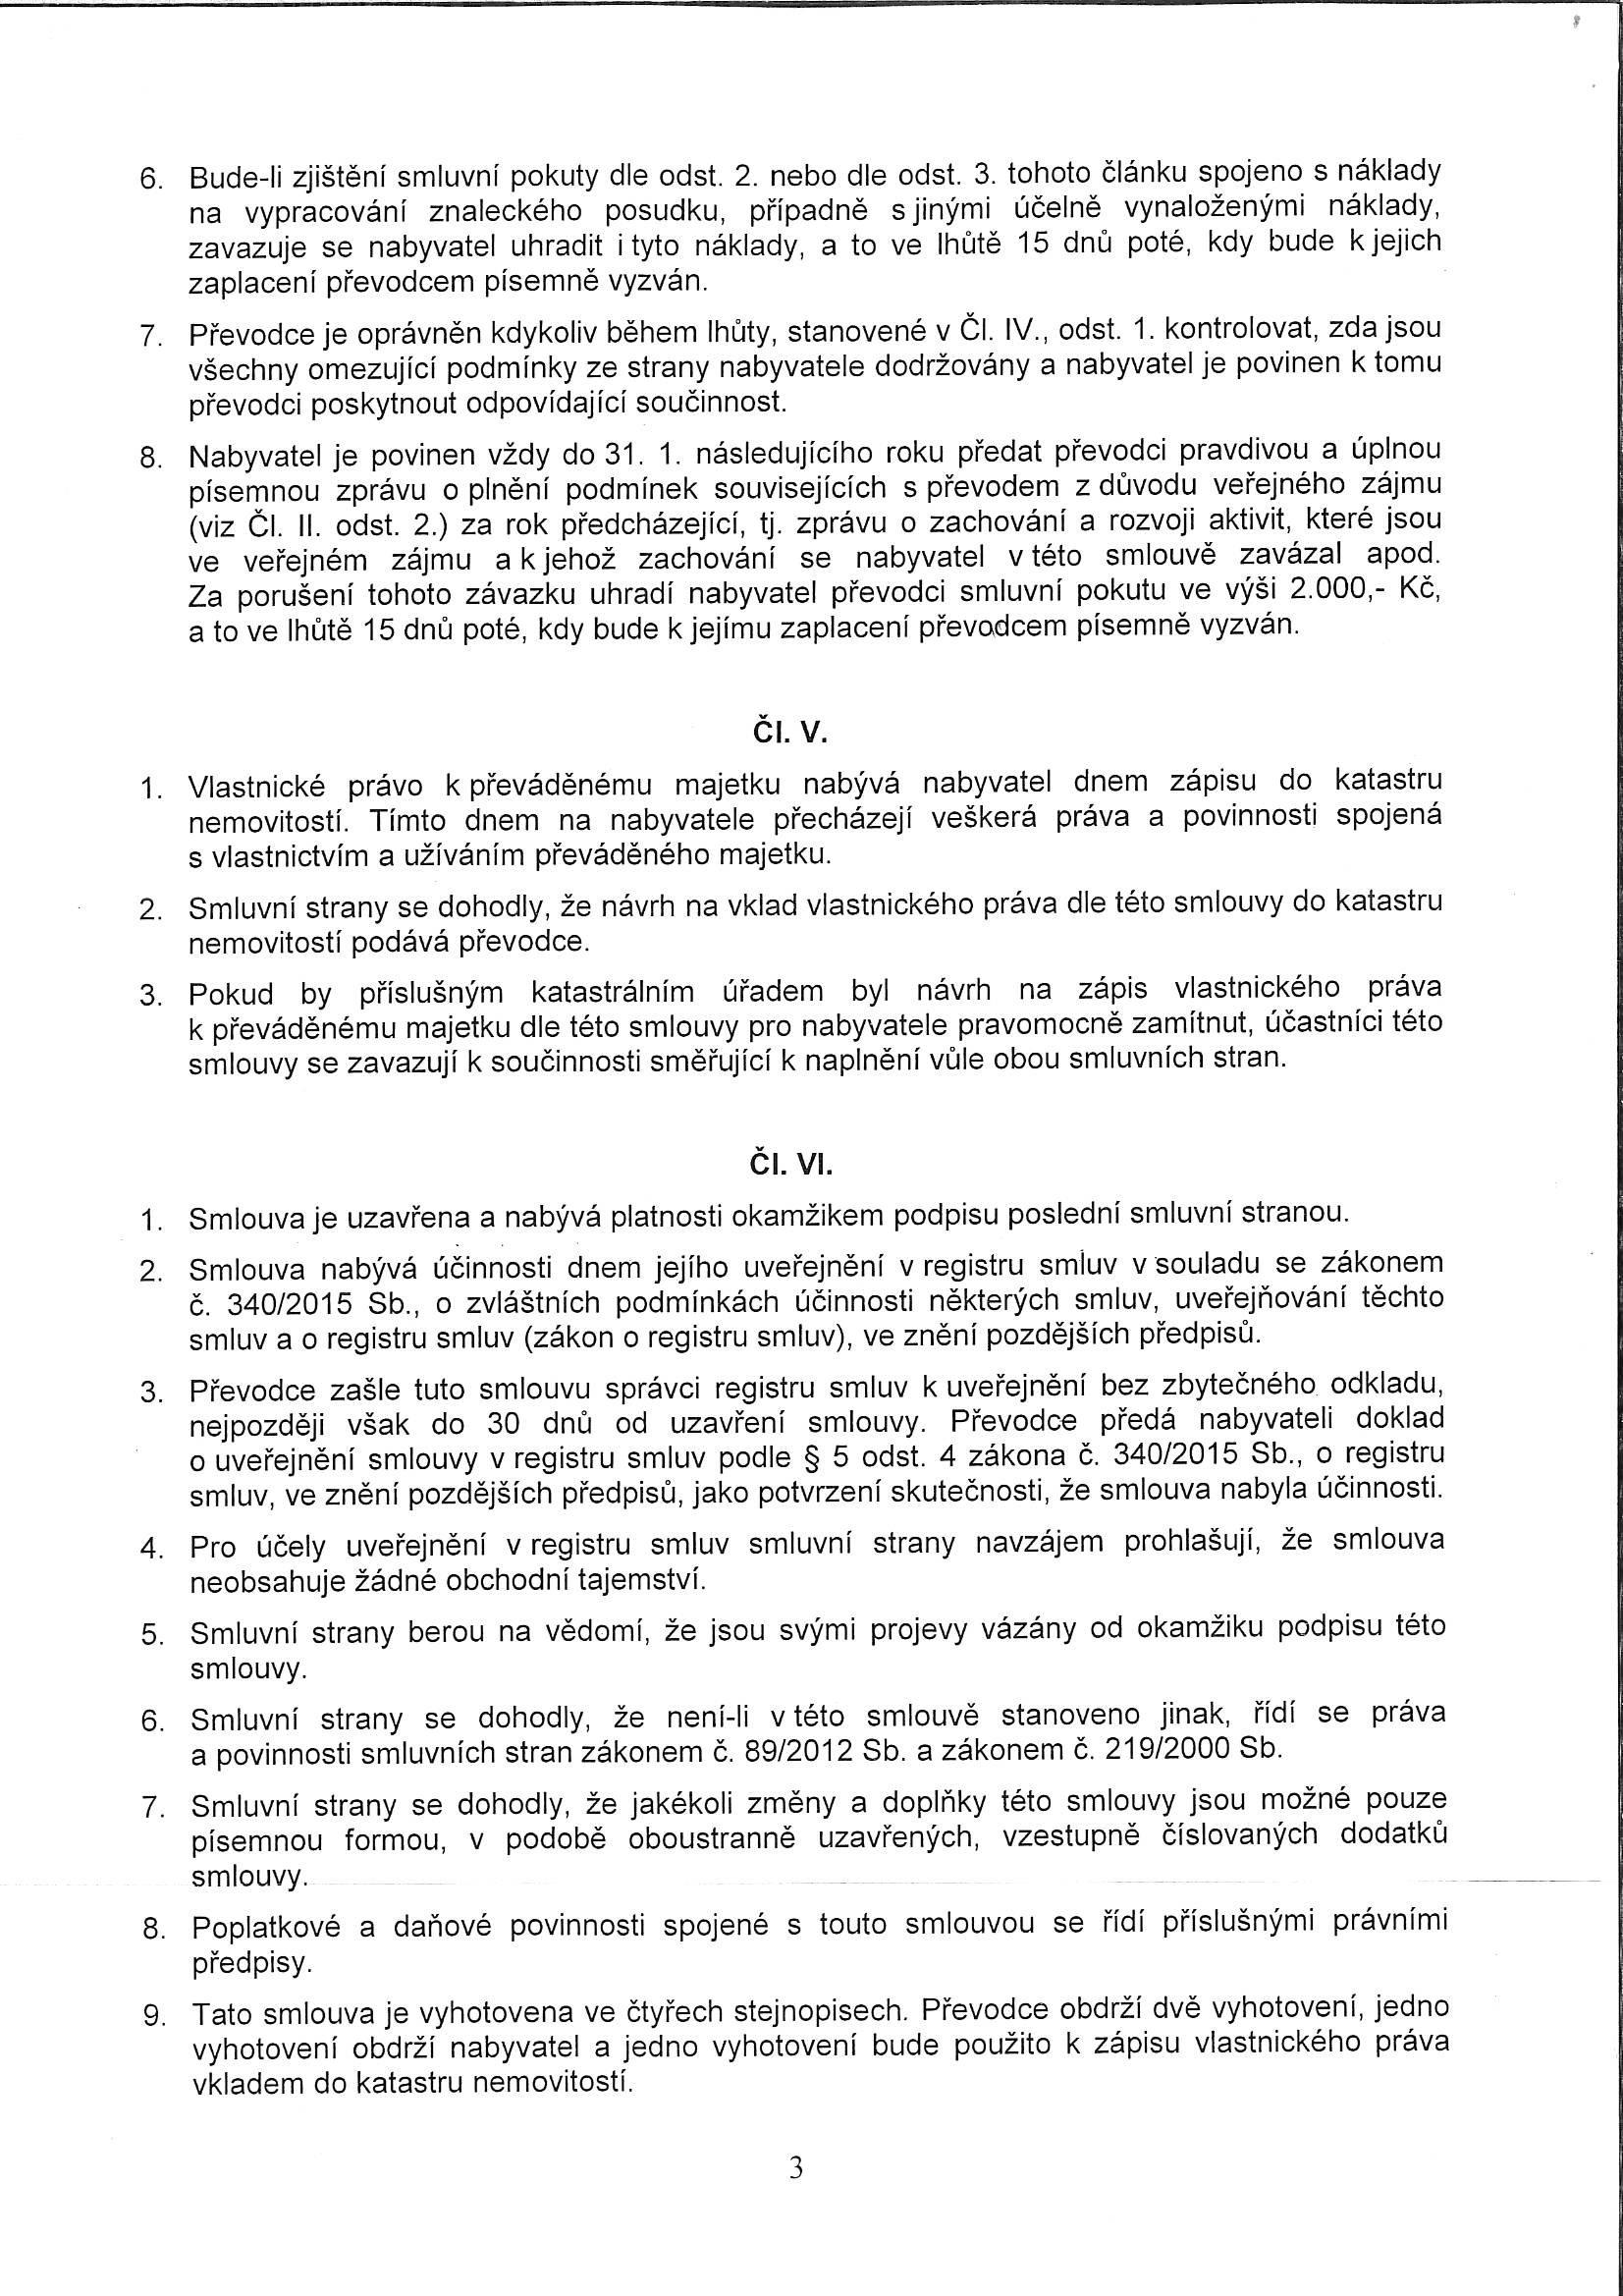 6. Bude-li zjištění smluvní pokuty dle odst. 2. nebo dle odst. 3. tohoto článku spojeno s náklady
na vypracování znaleckého posudku, případně s jinými účelně vynaloženými náklady,
zavazuje se nabyvatel uhradit i tyto náklady, a to ve lhůtě 15 dnů poté, kdy bude k jejich
zaplacení převodcem písemně vyzván.
7. Převodce je oprávněn kdykoliv během lhůty, stanovené v Čl. IV., odst. 1. kontrolovat, zda jsou
všechny omezující podmínky ze strany nabyvatele dodržovány a nabyvatel je povinen k tomu
převodci poskytnout odpovídající součinnost.
8. Nabyvatel je povinen vždy do 31. 1. následujícího roku předat převodci pravdivou a úplnou
písemnou zprávu o plnění podmínek souvisejících s převodem z důvodu veřejného zájmu
(viz Čl. II. odst. 2.) za rok předcházející, tj. zprávu o zachování a rozvoji aktivit, které jsou
ve veřejném zájmu a k jehož zachování se nabyvatel v této smlouvě zavázal apod.
Za porušení tohoto závazku uhradí nabyvatel převodci smluvní pokutu ve výši 2.000,- Kč,
a to ve lhůtě 15 dnů poté, kdy bude k jejímu zaplacení převodcem písemně vyzván.
Čl. V.
1. Vlastnické právo k převáděnému majetku nabývá nabyvatel dnem zápisu do katastru
nemovitostí. Tímto dnem na nabyvatele přecházejí veškerá práva a povinnosti spojená
s vlastnictvím a užíváním převáděného majetku.
2. Smluvní strany se dohodly, že návrh na vklad vlastnického práva dle této smlouvy do katastru
nemovitostí podává převodce.
3. Pokud by příslušným katastrálním úřadem byl návrh na zápis vlastnického práva
k převáděnému majetku dle této smlouvy pro nabyvatele pravomocně zamítnut, účastníci této
smlouvy se zavazují k součinnosti směřující k naplnění vůle obou smluvních stran.
Čl. VI.
1. Smlouva je uzavřena a nabývá platnosti okamžikem podpisu poslední smluvní stranou.
2. Smlouva nabývá účinnosti dnem jejího uveřejnění v registru smluv v souladu se zákonem
č. 340/2015 Sb., o zvláštních podmínkách účinnosti některých smluv, uveřejňování těchto
smluv a o registru smluv (zákon o registru smluv), ve znění pozdějších předpisů.
3. Převodce zašle tuto smlouvu správci registru smluv k uveřejnění bez zbytečného odkladu,
nejpozději však do 30 dnů od uzavření smlouvy. Převodce předá nabyvateli doklad
o uveřejnění smlouvy v registru smluv podle § 5 odst. 4 zákona č. 340/2015 Sb., o registru
smluv, ve znění pozdějších předpisů, jako potvrzení skutečnosti, že smlouva nabyla účinnosti.
4. Pro účely uveřejnění v registru smluv smluvní strany navzájem prohlašují, že smlouva
neobsahuje žádné obchodní tajemství.
5. Smluvní strany berou na vědomí, že jsou svými projevy vázány od okamžiku podpisu této
smlouvy.
6. Smluvní strany se dohodly, že není-li v této smlouvě stanoveno jinak, řídí se práva
a povinnosti smluvních stran zákonem č. 89/2012 Sb. a zákonem č. 219/2000 Sb.
7. Smluvní strany se dohodly, že jakékoli změny a doplňky této smlouvy jsou možné pouze
písemnou formou, v podobě oboustranně uzavřených, vzestupně číslovaných dodatků
smlouvy.
8. Poplatkové a daňové povinnosti spojené s touto smlouvou se řídí příslušnými právními
předpisy.
9. Tato smlouva je vyhotovena ve čtyřech stejnopisech. Převodce obdrží dvě vyhotovení, jedno
vyhotovení obdrží nabyvatel a jedno vyhotovení bude použito k zápisu vlastnického práva
vkladem do katastru nemovitostí.
3